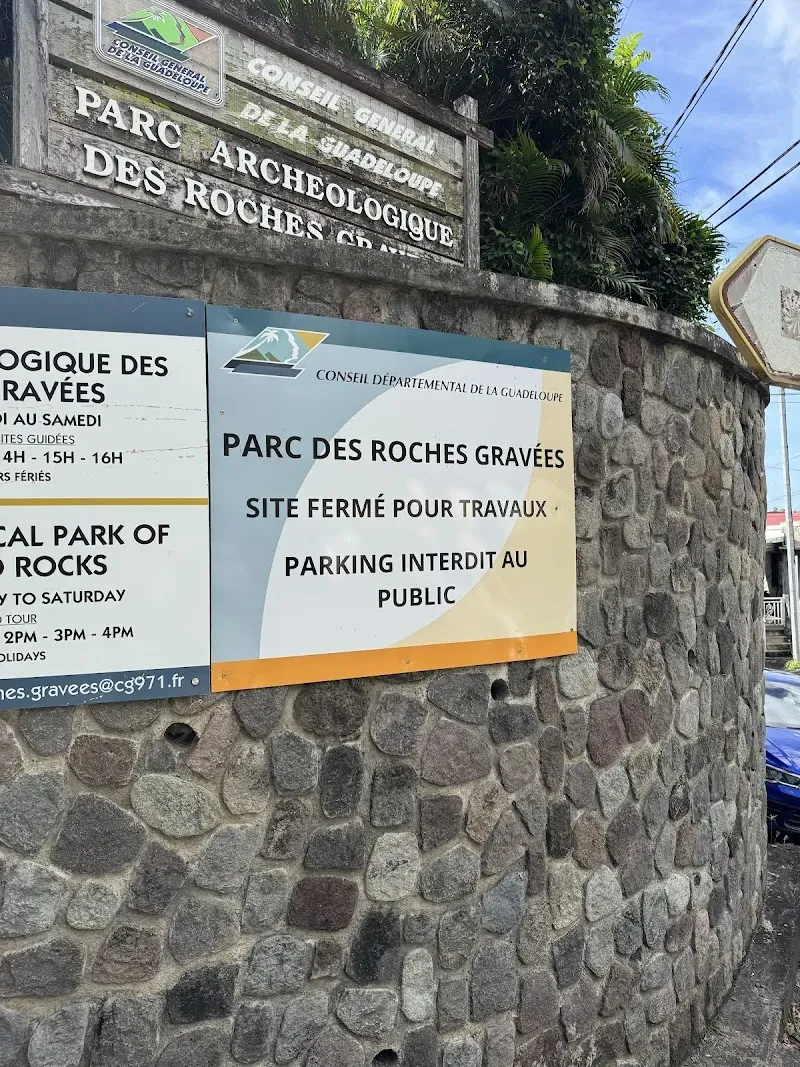 CONSEIL GENERAL
DE LA GUADELOUPE
CONSEIL GENERAL
DE LA GUADELOUPE
PARC ARCHEOLOGIQUE
DES ROCHES
OGIQUE DES
RAVÉES
DI AU SAMEDI
ITES GUIDÉES
4H - 15H - 16H
RS FÉRIÉS
CAL PARK OF
D ROCKS
Y TO SATURDAY
D TOUR
2PM - 3PM - 4PM
OLIDAYS
nes.gravees@cg971.fr
CONSEIL DÉPARTEMENTAL DE LA GUADELOUPE
PARC DES ROCHES GRAVÉES
SITE FERMÉ POUR TRAVAUX
PARKING INTERDIT AU
PUBLIC